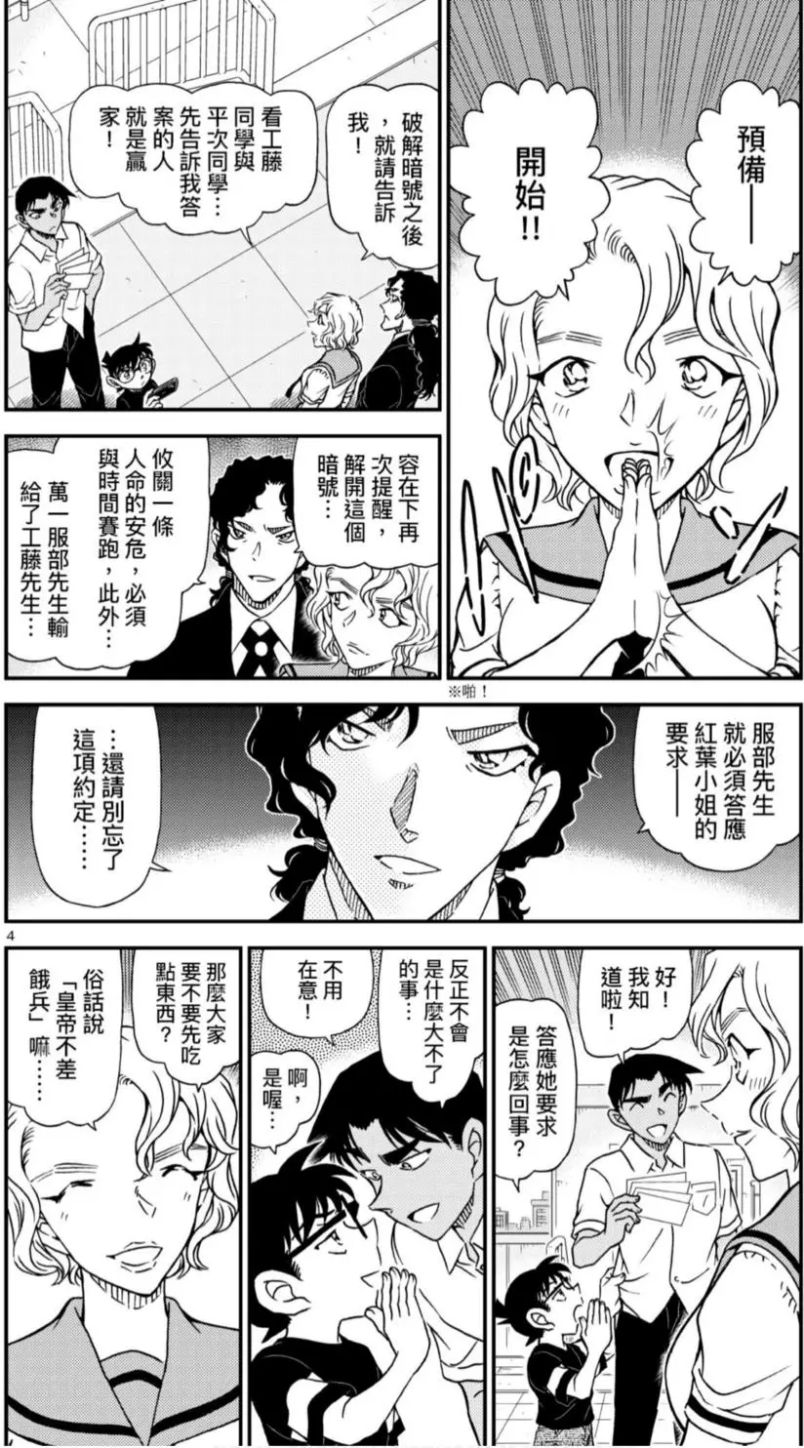 預備—
開始!!
※啪！
破解暗號之後
，就請告訴
我！
看工藤
同學與
平次同學…
先告訴我答
案的人
就是贏
家！
容在下再
次提醒，
解開這個
暗號…
攸關一條
人命的安危，必須
與時間賽跑，此外…
萬一服部先生輸
給了工藤先生…
服部先生
就必須答應
紅葉小姐的
要求—
…還請別忘了
這項約定……
4
好！
我知
道啦！
答應她要求
是怎麼回事？
反正不會
是什麼大不了
的事…
不用
在意！
啊，
是喔…
那麼大家
要不要先吃
點東西？
俗話說
「皇帝不差
餓兵」嘛……